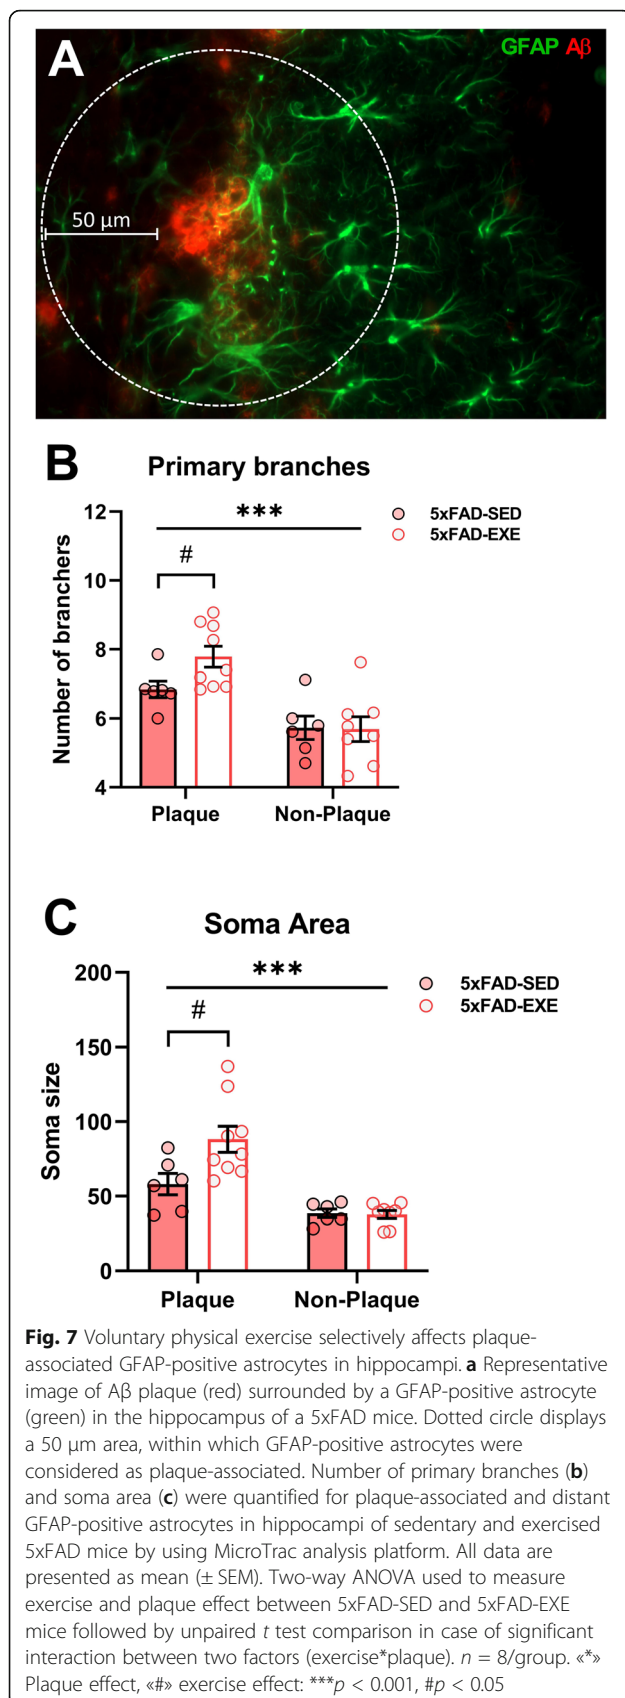 A
GFAP Aβ
50 μm
B
Primary branches
*** 
5xFAD-SED
5xFAD-EXE
#
12
10
8
6
4
Number of branchers
Plaque Non-Plaque
C
Soma Area
***
5xFAD-SED
5xFAD-EXE
#
200
150
100
50
0
Soma size
Plaque Non-Plaque
Fig. 7 Voluntary physical exercise selectively affects plaque-
associated GFAP-positive astrocytes in hippocampi. a Representative
image of Aβ plaque (red) surrounded by a GFAP-positive astrocyte
(green) in the hippocampus of a 5xFAD mice. Dotted circle displays
a 50 μm area, within which GFAP-positive astrocytes were
considered as plaque-associated. Number of primary branches (b)
and soma area (c) were quantified for plaque-associated and distant
GFAP-positive astrocytes in hippocampi of sedentary and exercised
5xFAD mice by using MicroTrac analysis platform. All data are
presented as mean (± SEM). Two-way ANOVA used to measure
exercise and plaque effect between 5xFAD-SED and 5xFAD-EXE
mice followed by unpaired t test comparison in case of significant
interaction between two factors (exercise*plaque). n = 8/group. «*»
Plaque effect, «#» exercise effect: ***p < 0.001, #p < 0.05